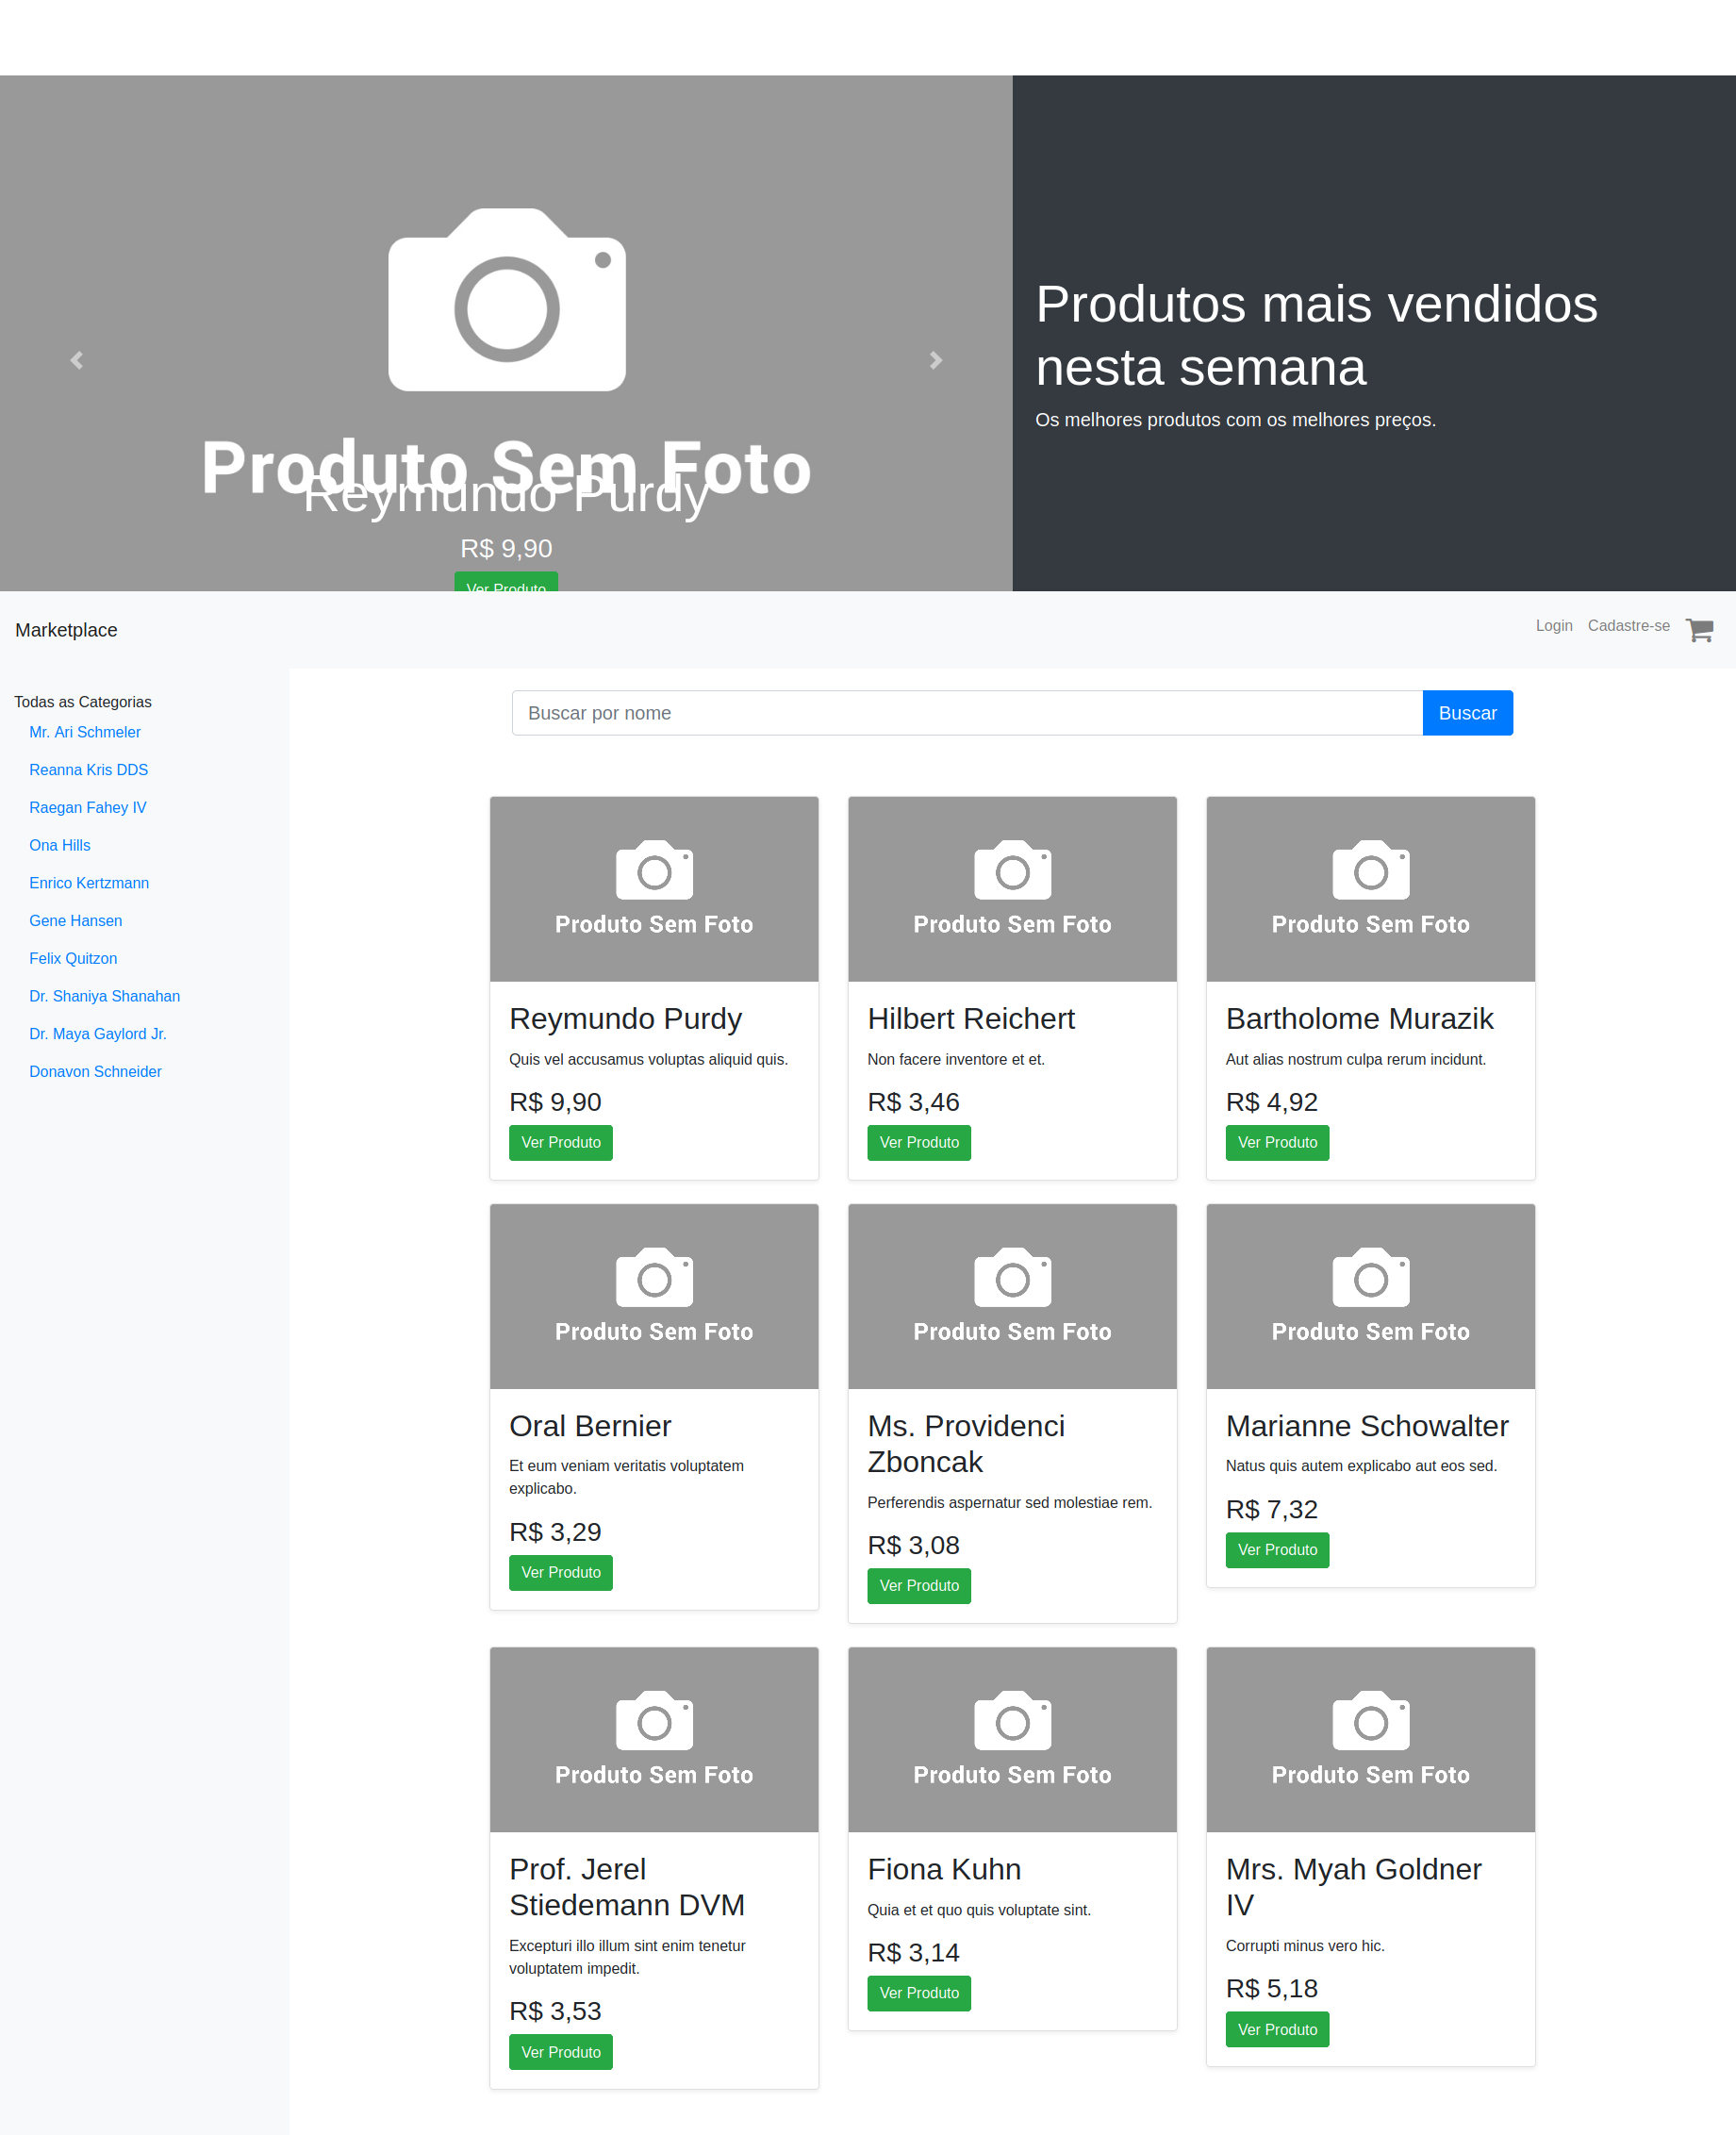 Produto Sem Foto
Reymundo Purdy
R$ 9,90
Ver Produto
Produtos mais vendidos
nesta semana
Os melhores produtos com os melhores preços.
Marketplace
Login Cadastre-se
Todas as Categorias
Mr. Ari Schmeler
Reanna Kris DDS
Raegan Fahey IV
Ona Hills
Enrico Kertzmann
Gene Hansen
Felix Quitzon
Dr. Shaniya Shanahan
Dr. Maya Gaylord Jr.
Donavon Schneider
Buscar por nome
Buscar
Produto Sem Foto
Reymundo Purdy
Quis vel accusamus voluptas aliquid quis.
R$ 9,90
Ver Produto
Produto Sem Foto
Hilbert Reichert
Non facere inventore et et.
R$ 3,46
Ver Produto
Produto Sem Foto
Bartholome Murazik
Aut alias nostrum culpa rerum incidunt.
R$ 4,92
Ver Produto
Produto Sem Foto
Oral Bernier
Et eum veniam veritatis voluptatem
explicabo.
R$ 3,29
Ver Produto
Produto Sem Foto
Ms. Providenci
Zboncak
Perferendis aspernatur sed molestiae rem.
R$ 3,08
Ver Produto
Produto Sem Foto
Marianne Schowalter
Natus quis autem explicabo aut eos sed.
R$ 7,32
Ver Produto
Produto Sem Foto
Prof. Jerel
Stiedemann DVM
Excepturi illo illum sint enim tenetur
voluptatem impedit.
R$ 3,53
Ver Produto
Produto Sem Foto
Fiona Kuhn
Quia et et quo quis voluptate sint.
R$ 3,14
Ver Produto
Produto Sem Foto
Mrs. Myah Goldner
IV
Corrupti minus vero hic.
R$ 5,18
Ver Produto